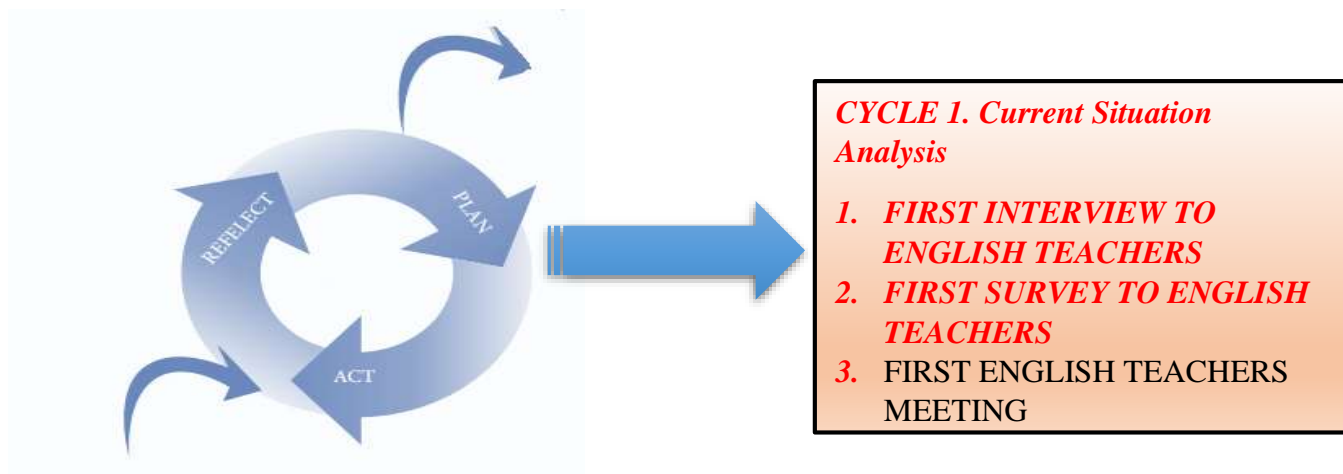 REFELECT
PLAN
ACT
CYCLE 1. Current Situation
Analysis
1. FIRST INTERVIEW TO
ENGLISH TEACHERS
2. FIRST SURVEY TO ENGLISH
TEACHERS
3. FIRST ENGLISH TEACHERS
MEETING